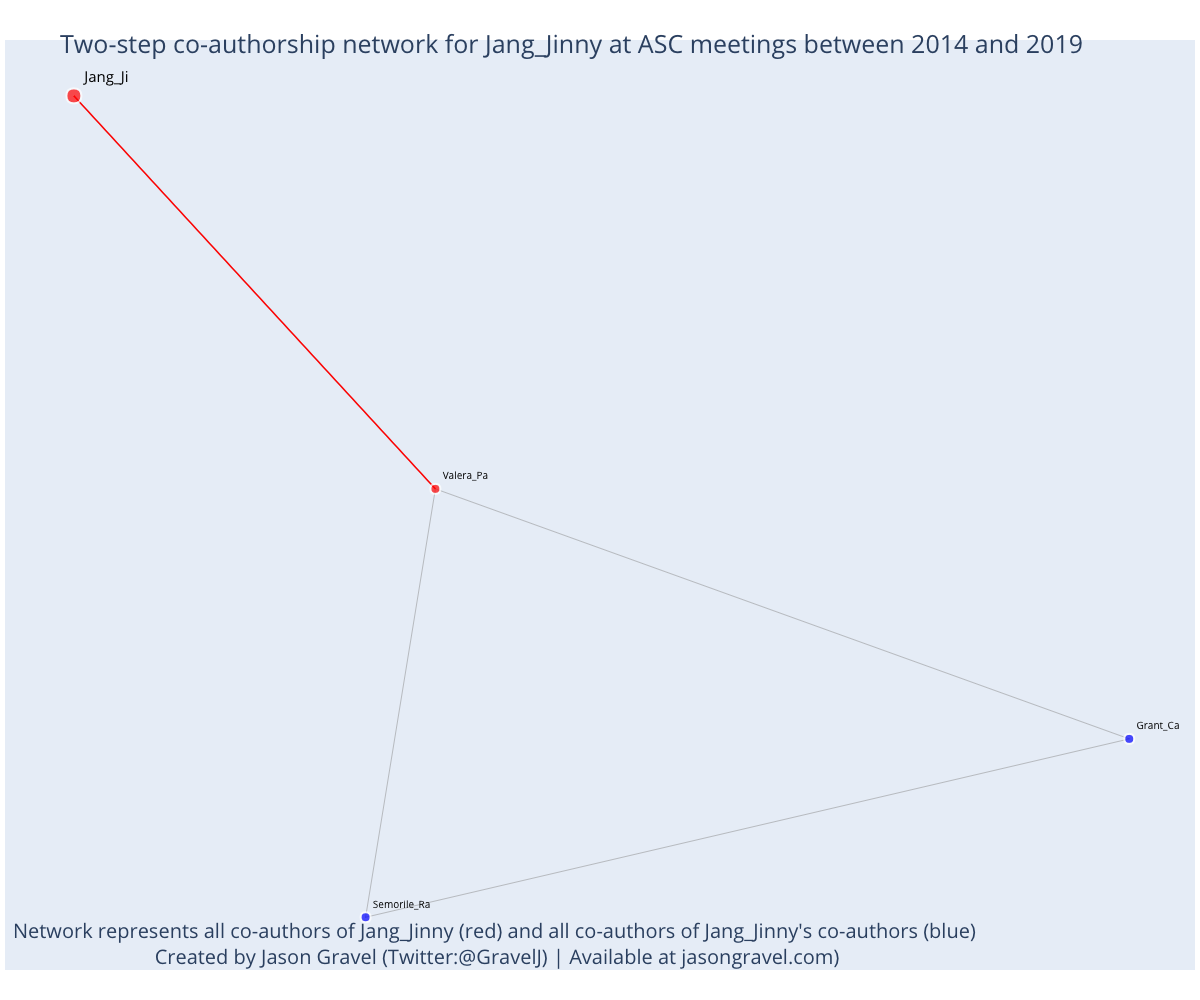 Two-step co-authorship network for Jang_Jinny at ASC meetings between 2014 and 2019
Jang_Ji
Valera_Pa
Grant_Ca
Semorile_Ra
Network represents all co-authors of Jang_Jinny (red) and all co-authors of Jang_Jinny's co-authors (blue)
Created by Jason Gravel (Twitter:@GravelJ) | Available at jasongravel.com)